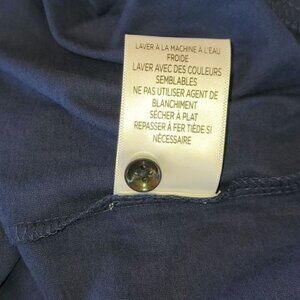 LAVER À LA MACHINE À L'EAU
FROIDE
LAVER AVEC DES COULEURS
SEMBLABLES
NE PAS UTILISER AGENT DE
BLANCHIMENT
SÉCHER À PLAT
REPASSER À FER TIÈDE SI
NÉCESSAIRE